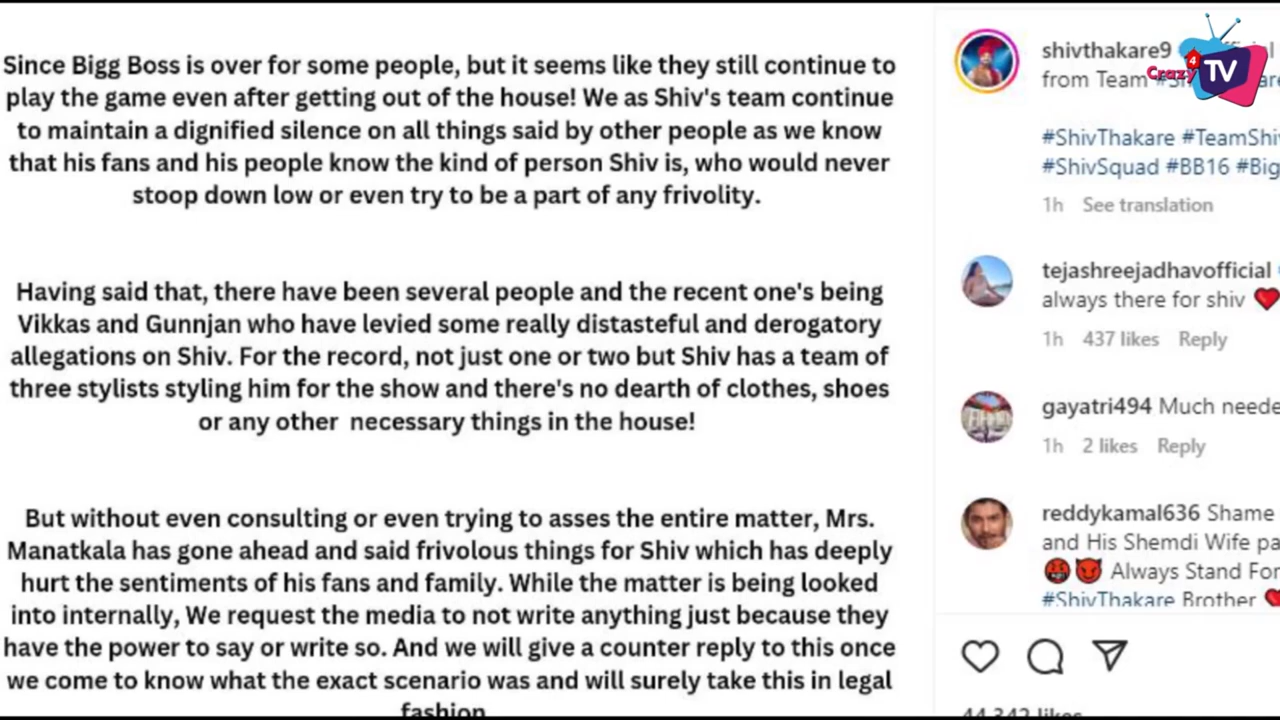 Since Bigg Boss is over for some people, but it seems like they still continue to
play the game even after getting out of the house! We as Shiv's team continue
to maintain a dignified silence on all things said by other people as we know
that his fans and his people know the kind of person Shiv is, who would never
stoop down low or even try to be a part of any frivolity.
Having said that, there have been several people and the recent one's being
Vikkas and Gunnjan who have levied some really distasteful and derogatory
allegations on Shiv. For the record, not just one or two but Shiv has a team of
three stylists styling him for the show and there's no dearth of clothes, shoes
or any other necessary things in the house!
But without even consulting or even trying to asses the entire matter, Mrs.
Manatkala has gone ahead and said frivolous things for Shiv which has deeply
hurt the sentiments of his fans and family. While the matter is being looked
into internally, We request the media to not write anything just because they
have the power to say or write so. And we will give a counter reply to this once
we come to know what the exact scenario was and will surely take this in legal
fashion
shivthakare9
from Team
#ShivThakare #TeamShiv
#ShivSquad #BB16 #Big
1h See translation
tejashreejadhavofficial
always there for shiv
1h 437 likes Reply
gayatri494 Much neede
1h 2 likes Reply
reddykamal636 Shame
and His Shemdi Wife pa
Always Stand For
#ShivThakare Brother
44,342 likes
Crazy 4 TV